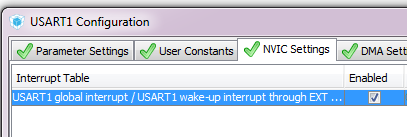 USART1 Configuration
Parameter Settings User Constants NVIC Settings DMA Sett
Interrupt Table Enabled
USART1 global interrupt / USART1 wake-up interrupt through EXT ...